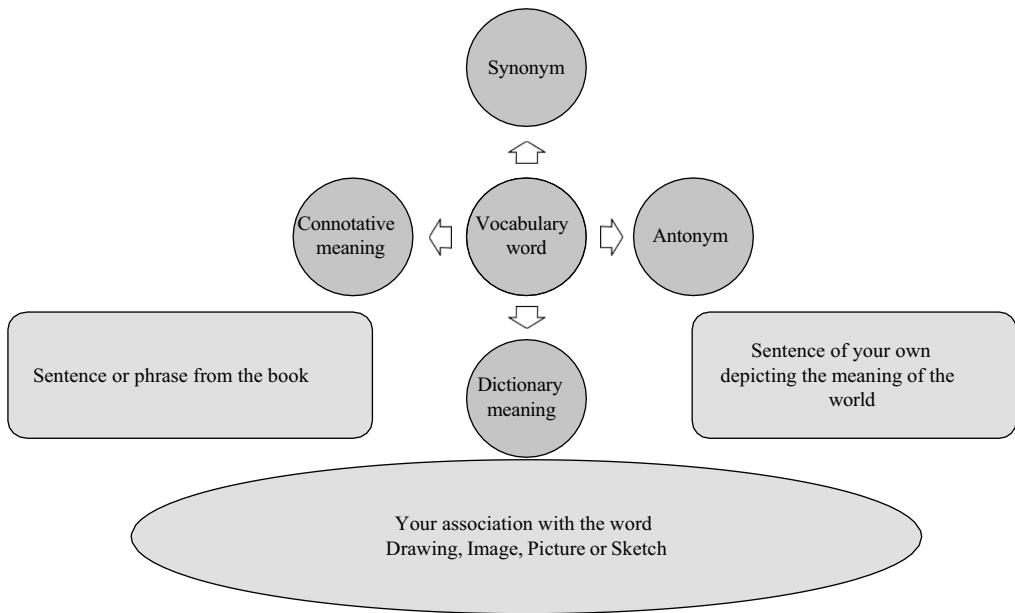 Synonym
Connotative
meaning
Vocabulary
word
Antonym
Sentence or phrase from the book
Dictionary
meaning
Sentence of your own
depicting the meaning of the
world
Your association with the word
Drawing, Image, Picture or Sketch